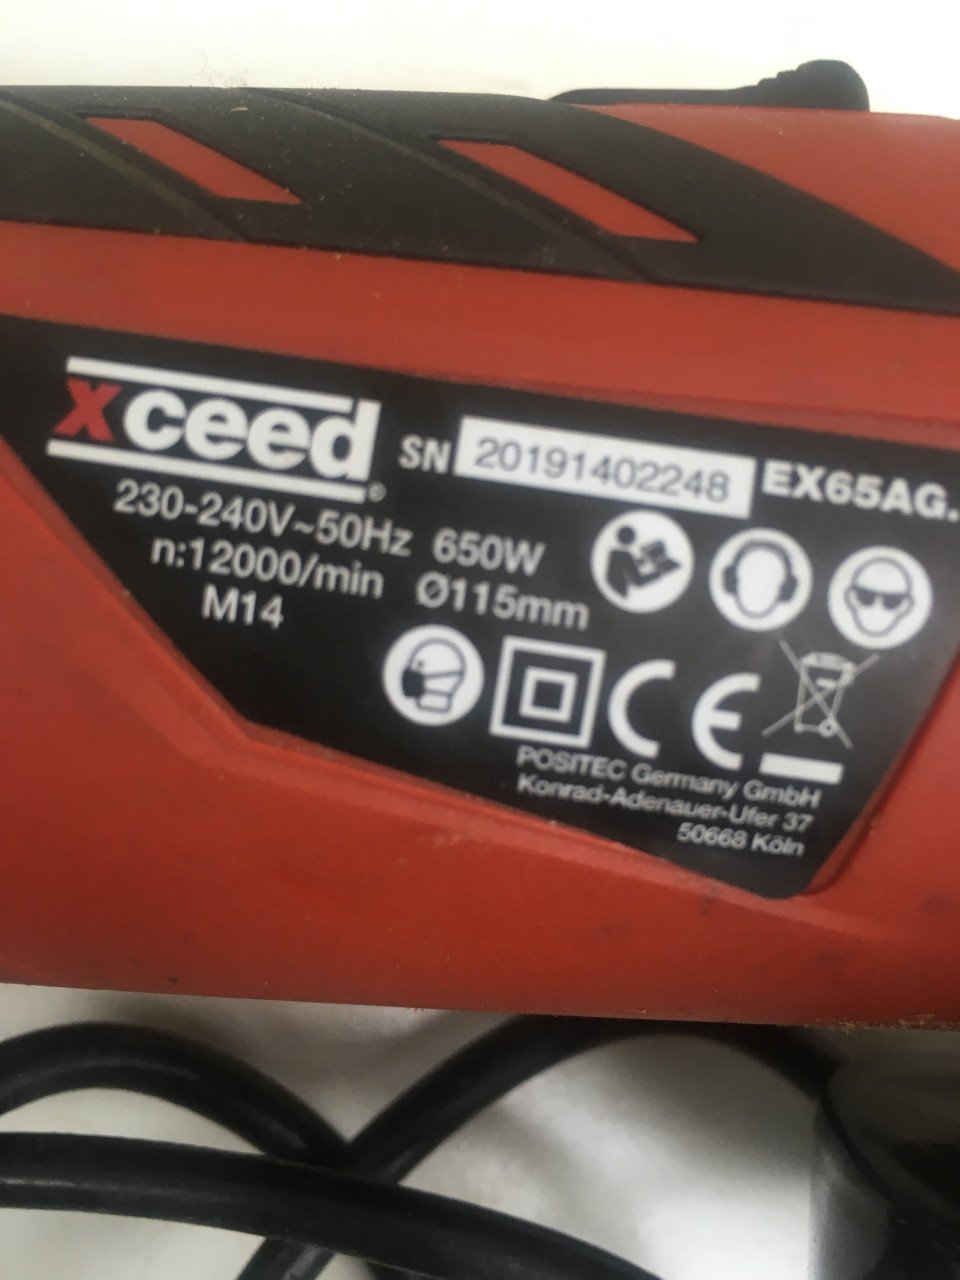 xceed
SN 20191402248 EX65AG.
230-240V~50Hz 650W
n:12000/min Ø115mm
M14
CE
POSITEC Germany GmbH
Konrad-Adenauer-Ufer 37
50668 Köln